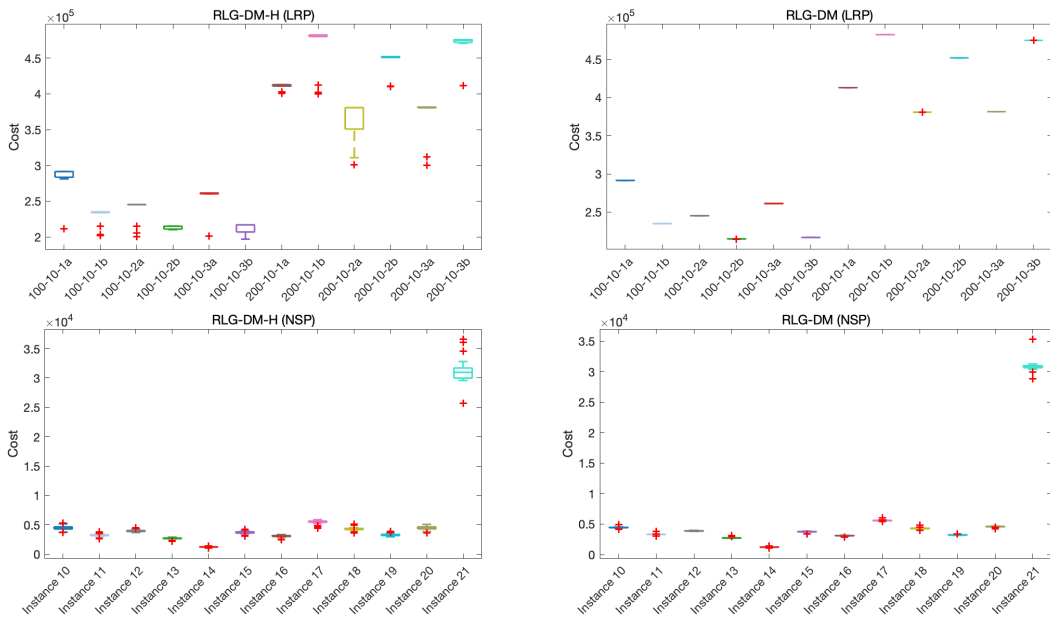 RLG-DM-H (LRP)
×10⁵
Cost
4.5
4
3.5
3
2.5
2
100-10-1a
100-10-1b
100-10-2a
100-10-2b
100-10-3a
100-10-3b
200-10-1a
200-10-1b
200-10-2a
200-10-2b
200-10-3a
200-10-3b
RLG-DM (LRP)
×10⁵
Cost
4.5
4
3.5
3
2.5
100-10-1a
100-10-1b
100-10-2a
100-10-2b
100-10-3a
100-10-3b
200-10-1a
200-10-1b
200-10-2a
200-10-2b
200-10-3a
200-10-3b
RLG-DM-H (NSP)
×10⁴
Cost
3.5
3
2.5
2
1.5
1
0.5
0
Instance 10
Instance 11
Instance 12
Instance 13
Instance 14
Instance 15
Instance 16
Instance 17
Instance 18
Instance 19
Instance 20
Instance 21
RLG-DM (NSP)
×10⁴
Cost
3.5
3
2.5
2
1.5
1
0.5
0
Instance 10
Instance 11
Instance 12
Instance 13
Instance 14
Instance 15
Instance 16
Instance 17
Instance 18
Instance 19
Instance 20
Instance 21